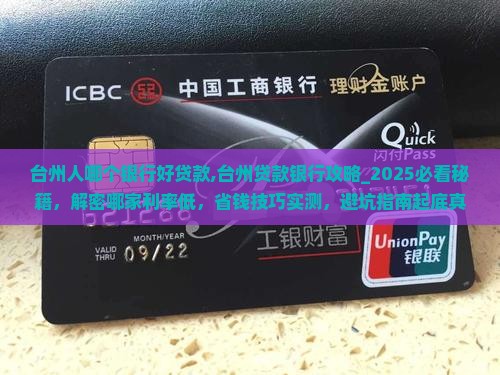 ICBC 中国工商银行 理财金账户
Quick
闪付Pass
台州人哪个银行好贷款,台州贷款银行攻略_2025必看秘
籍，解密哪家利率低，省钱技巧实测，避坑指南起底真
MONTH/YEAR
VALID
THRU 09/22
工银财富
UnionPay
银联